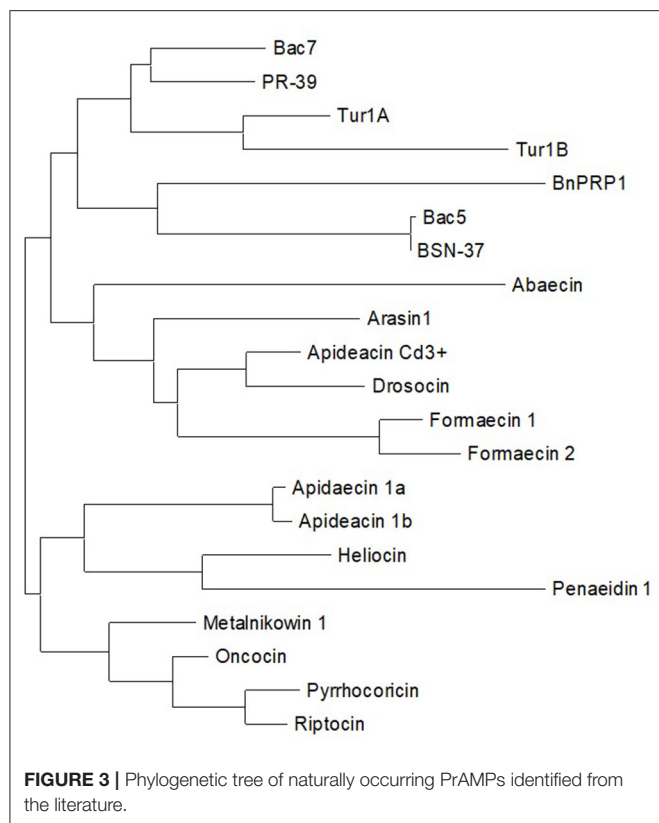 Bac7
PR-39
Tur1A
Tur1B
BnPRP1
Bac5
BSN-37
Abaecin
Arasin1
Apideacin Cd3+
Drosocin
Formaecin 1
Formaecin 2
Apidaecin 1a
Apideacin 1b
Heliocin
Penaeidin 1
Metalnikowin 1
Oncocin
Pyrrhocoricin
Riptocin
FIGURE 3 | Phylogenetic tree of naturally occurring PrAMPs identified from
the literature.